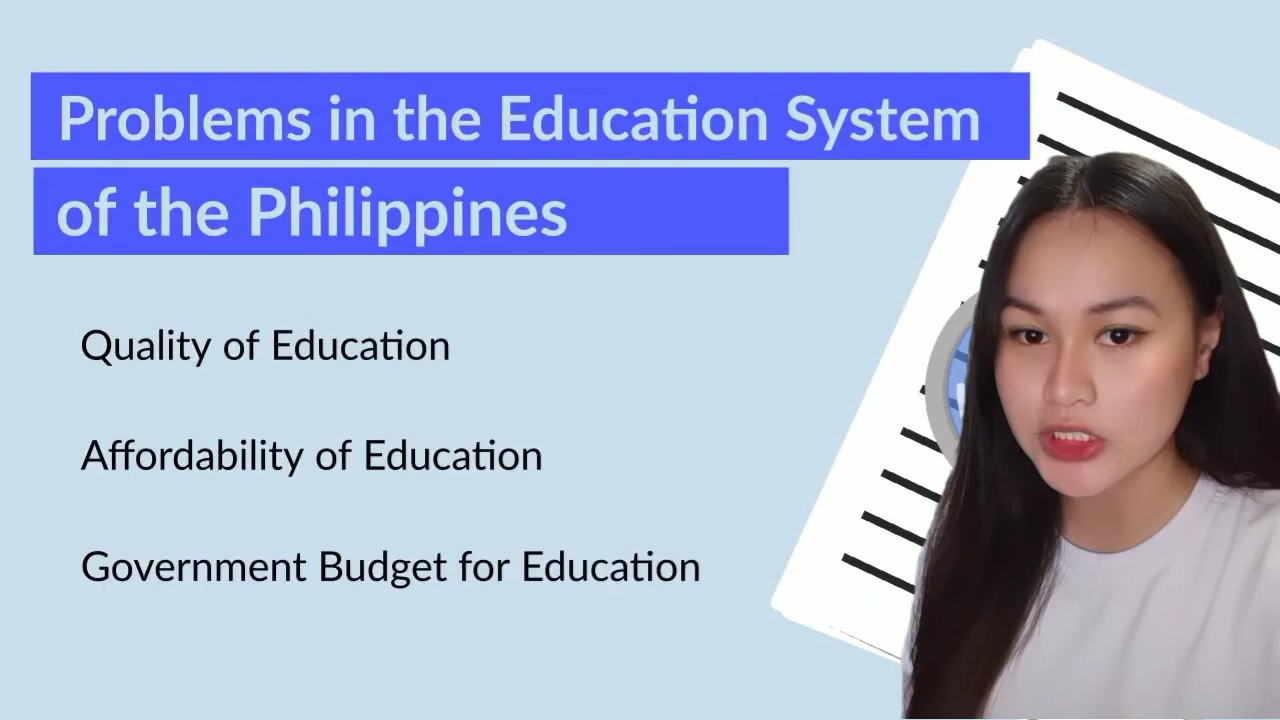 Problems in the Education System
of the Philippines
Quality of Education
Affordability of Education
Government Budget for Education